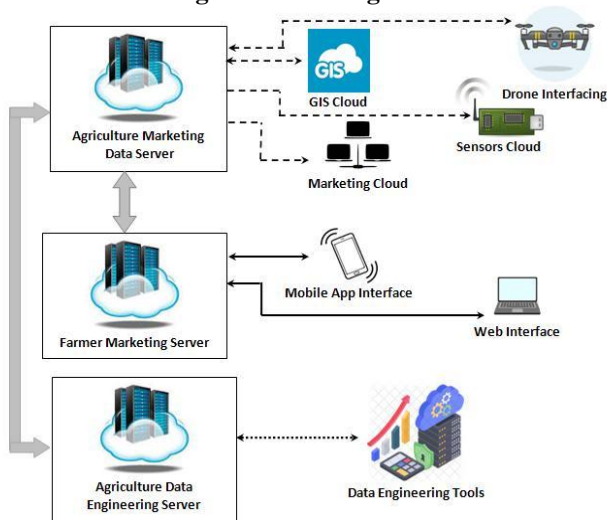 GIS
GIS Cloud
Drone Interfacing
Agriculture Marketing
Data Server
Sensors Cloud
Marketing Cloud
Mobile App Interface
Farmer Marketing Server
Web Interface
Agriculture Data
Engineering Server
Data Engineering Tools